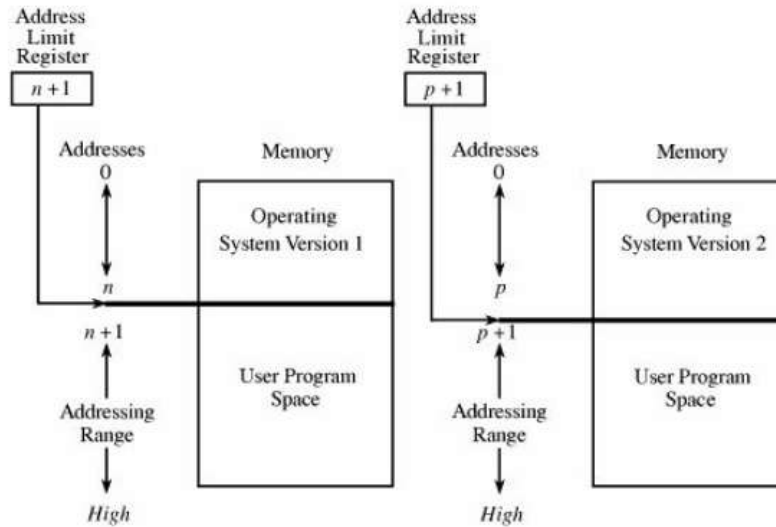 Address
Limit
Register
n + 1
Addresses
0
n
n + 1
Addressing
Range
High
Memory
Operating
System Version 1
User Program
Space
Address
Limit
Register
p + 1
Addresses
0
p
p + 1
Addressing
Range
High
Memory
Operating
System Version 2
User Program
Space